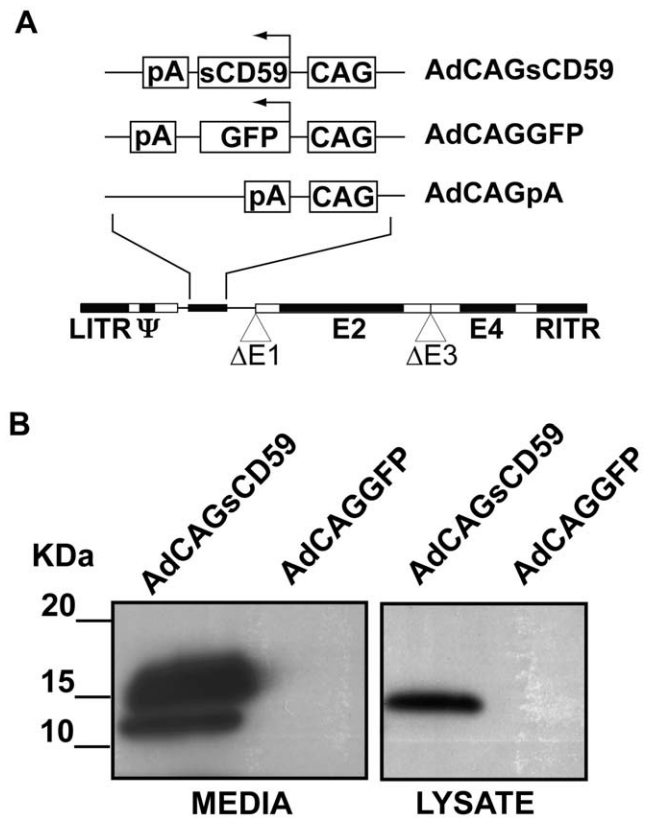 A
pA sCD59 CAG AdCAGsCD59
pA GFP CAG AdCAGGFP
pA CAG AdCAGpA
LITR Ψ E2 E4 RITR
ΔE1 ΔE3
B
KDa AdCAGsCD59 AdCAGGFP AdCAGsCD59 AdCAGGFP
20
15
10
MEDIA LYSATE